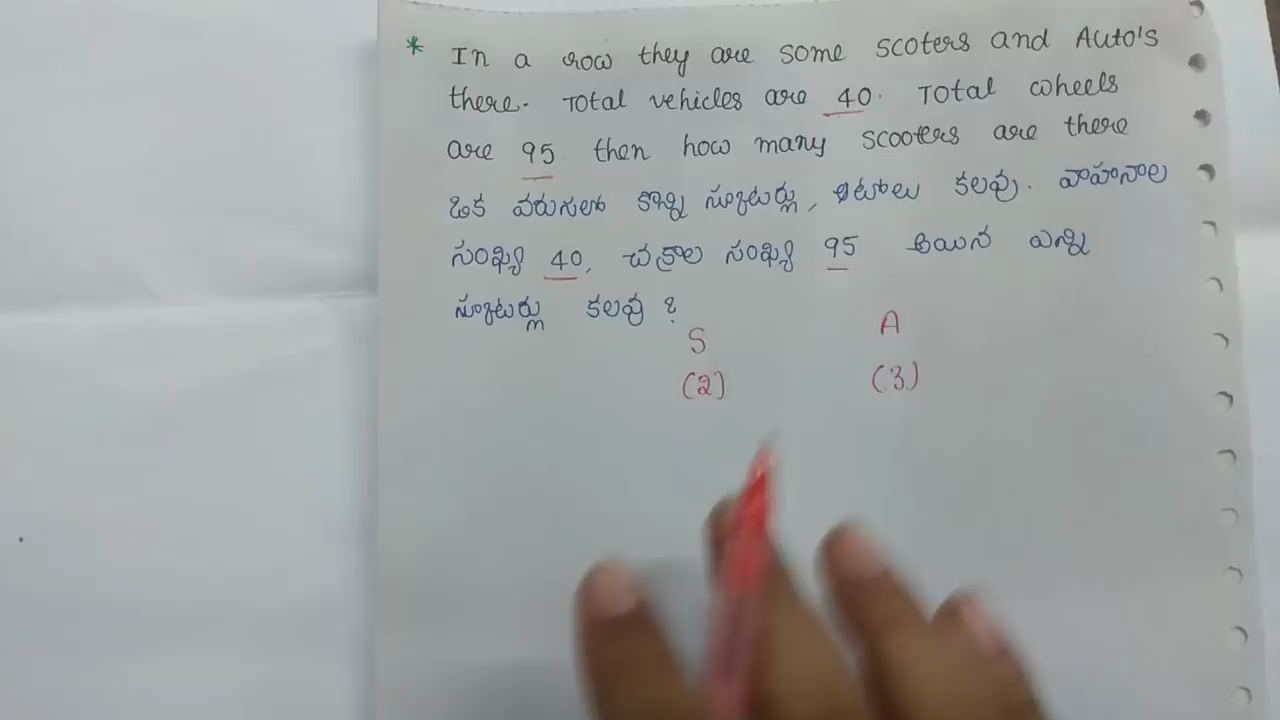 * In a row they are some scoters and Auto's
there. Total vehicles are 40. Total wheels
are 95 then how many scooters are there
ఒక వరుసలో కొన్ని స్కూటర్లు, ఆటోలు కలవు. వాహనాల
సంఖ్య 40, చక్రాల సంఖ్య 95 అయిన ఎన్ని
స్కూటర్లు కలవు ?
S A
(2) (3)